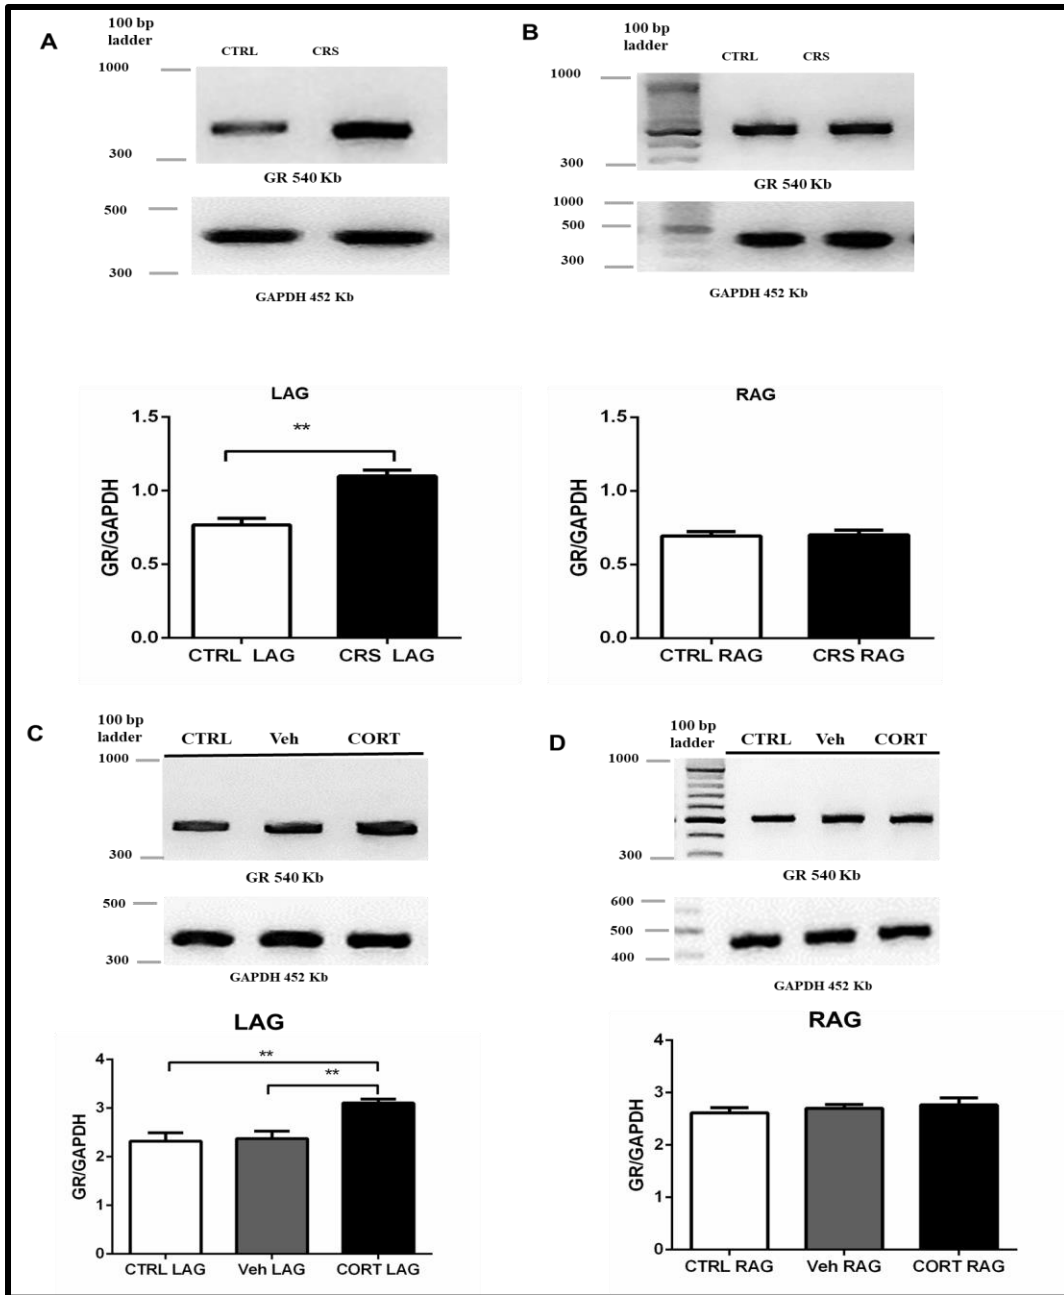 A
100 bp
ladder
CTRL CRS
1000
300
GR 540 Kb
500
300
GAPDH 452 Kb
B
100 bp
ladder
CTRL CRS
1000
300
GR 540 Kb
1000
500
300
GAPDH 452 Kb
LAG
**
1.5
1.0
0.5
0.0
GR/GAPDH
CTRL LAG CRS LAG
RAG
1.5
1.0
0.5
0.0
GR/GAPDH
CTRL RAG CRS RAG
C
100 bp
ladder
CTRL Veh CORT
1000
300
GR 540 Kb
500
300
GAPDH 452 Kb
D
100 bp
ladder
CTRL Veh CORT
1000
300
GR 540 Kb
600
500
400
GAPDH 452 Kb
LAG
**
**
4
3
2
1
0
GR/GAPDH
CTRL LAG Veh LAG CORT LAG
RAG
4
3
2
1
0
GR/GAPDH
CTRL RAG Veh RAG CORT RAG